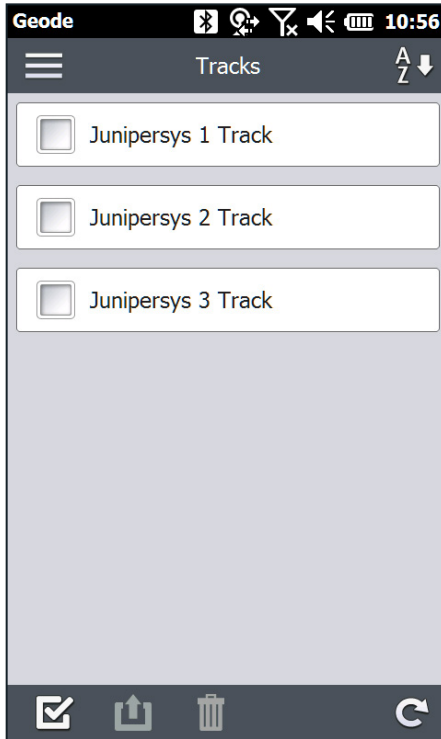 Geode 10:56
Tracks
A
Z
Junipersys 1 Track
Junipersys 2 Track
Junipersys 3 Track